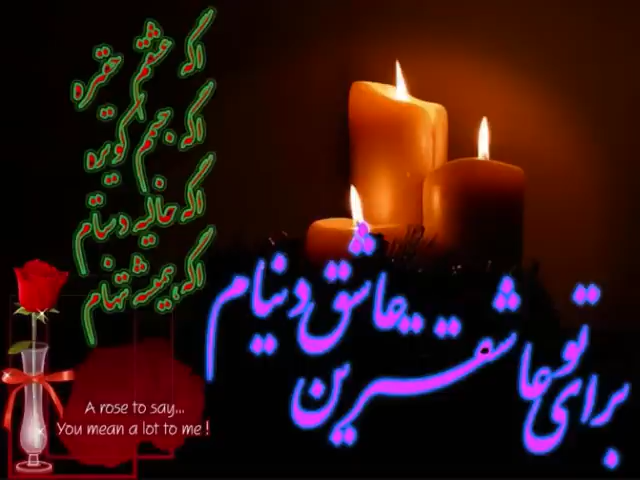 اگه عشقم حقیره
اگه جسمم کویره
اگه خالیه دستام
اگه همیشه تنهام
برای تو عاشقترین عاشق دنیام
A rose to say...
You mean a lot to me !